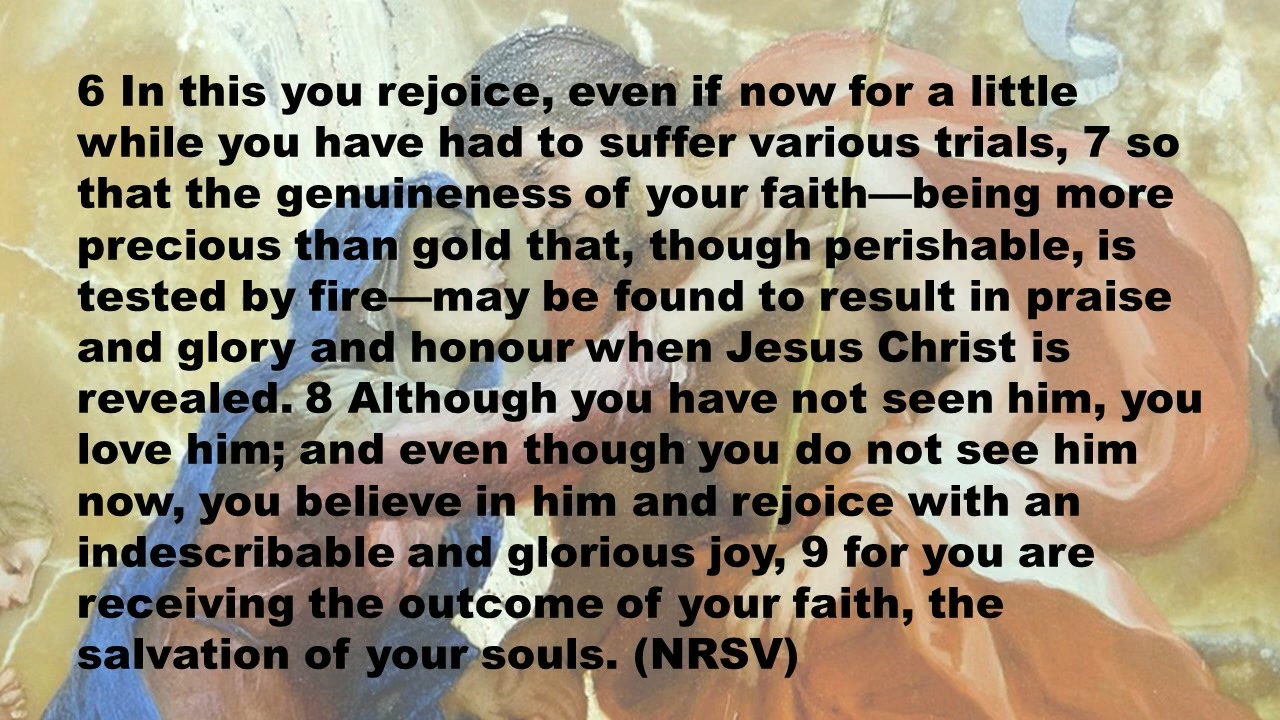 6 In this you rejoice, even if now for a little
while you have had to suffer various trials, 7 so
that the genuineness of your faith—being more
precious than gold that, though perishable, is
tested by fire—may be found to result in praise
and glory and honour when Jesus Christ is
revealed. 8 Although you have not seen him, you
love him; and even though you do not see him
now, you believe in him and rejoice with an
indescribable and glorious joy, 9 for you are
receiving the outcome of your faith, the
salvation of your souls. (NRSV)